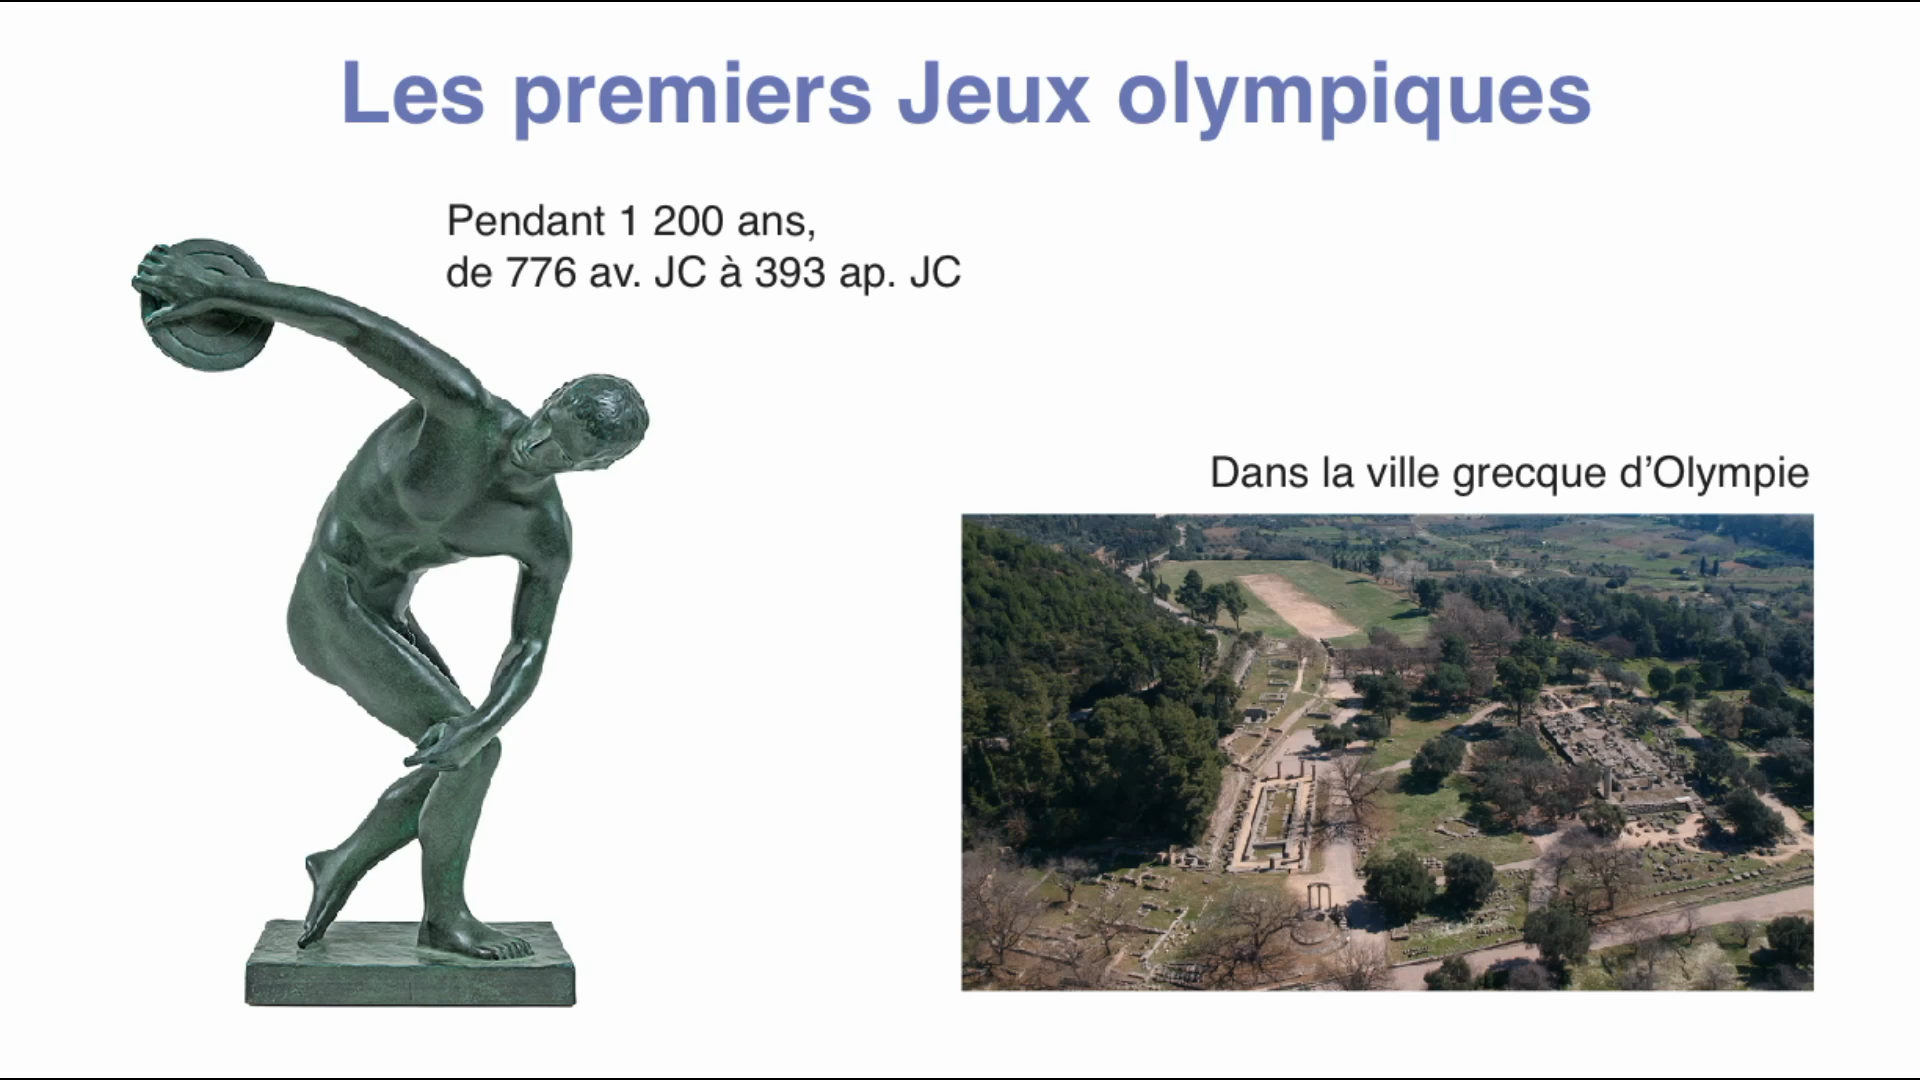 Les premiers Jeux olympiques
Pendant 1 200 ans,
de 776 av. JC à 393 ap. JC
Dans la ville grecque d’Olympie